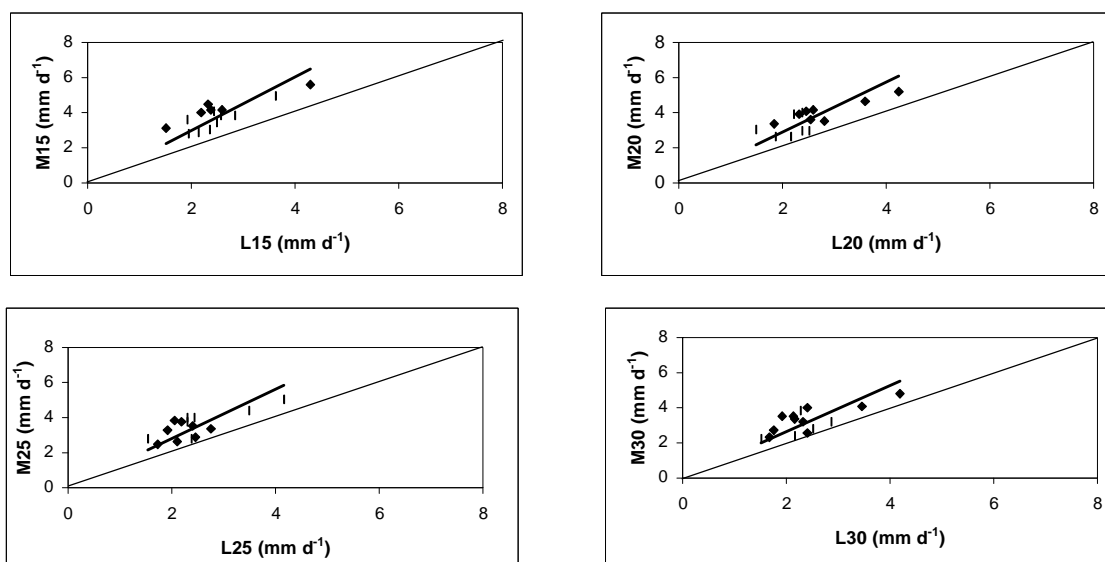 M15 (mm d-1)
8
6
4
2
0
0 2 4 6 8
L15 (mm d-1)
M20 (mm d-1)
8
6
4
2
0
0 2 4 6 8
L20 (mm d-1)
M25 (mm d-1)
8
6
4
2
0
0 2 4 6 8
L25 (mm d-1)
M30 (mm d-1)
8
6
4
2
0
0 2 4 6 8
L30 (mm d-1)